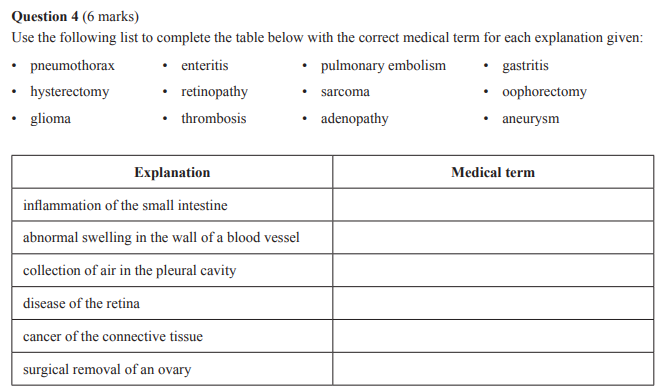 Question 4 (6 marks)
Use the following list to complete the table below with the correct medical term for each explanation given:
• pneumothorax • enteritis • pulmonary embolism • gastritis
• hysterectomy • retinopathy • sarcoma • oophorectomy
• glioma • thrombosis • adenopathy • aneurysm
Explanation Medical term
inflammation of the small intestine
abnormal swelling in the wall of a blood vessel
collection of air in the pleural cavity
disease of the retina
cancer of the connective tissue
surgical removal of an ovary